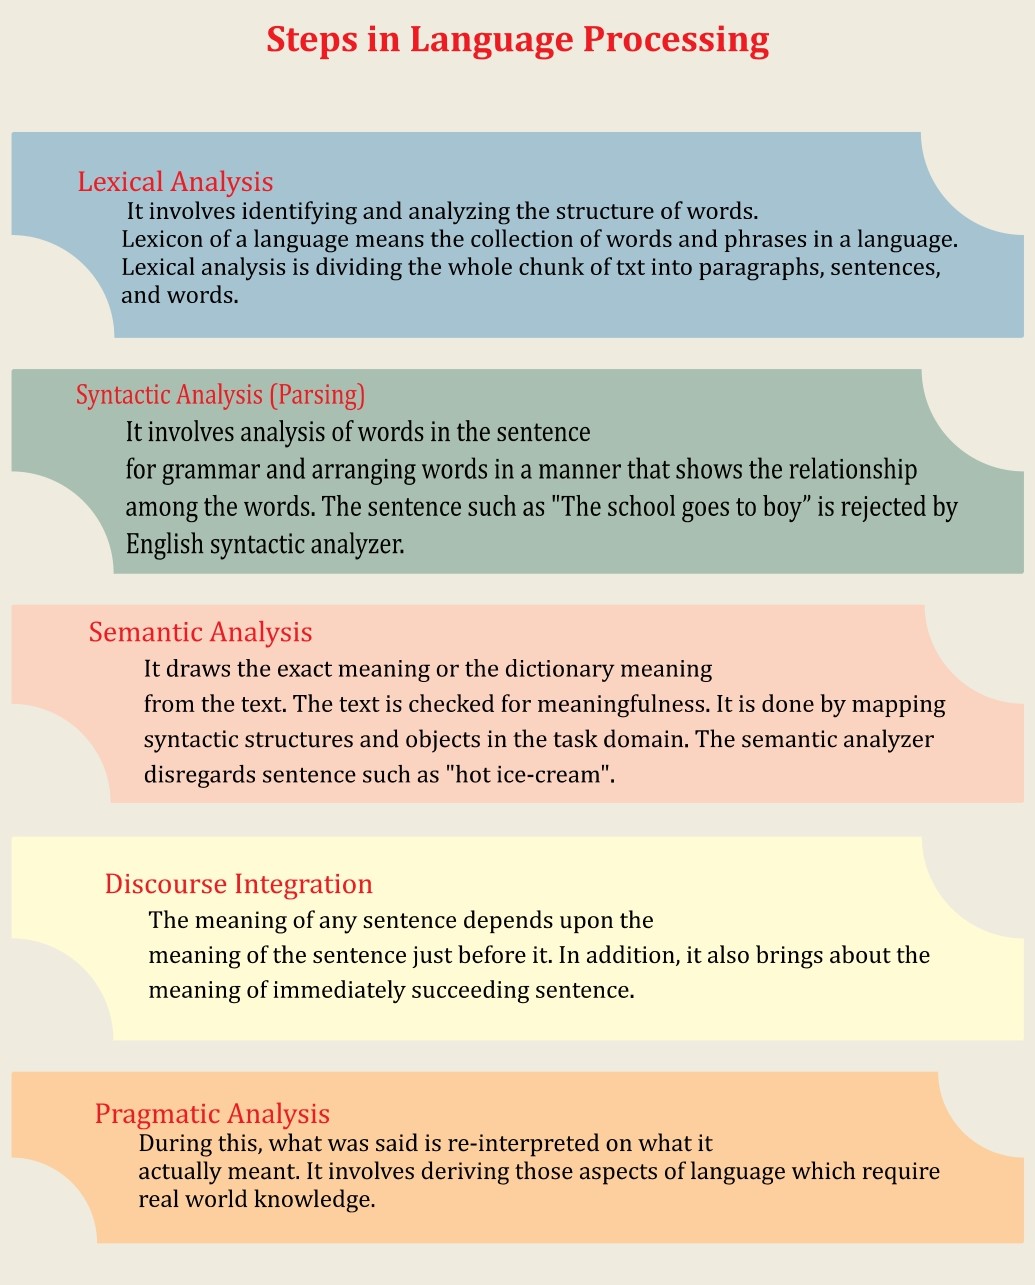 Steps in Language Processing
Lexical Analysis
It involves identifying and analyzing the structure of words.
Lexicon of a language means the collection of words and phrases in a language.
Lexical analysis is dividing the whole chunk of txt into paragraphs, sentences,
and words.
Syntactic Analysis (Parsing)
It involves analysis of words in the sentence
for grammar and arranging words in a manner that shows the relationship
among the words. The sentence such as "The school goes to boy” is rejected by
English syntactic analyzer.
Semantic Analysis
It draws the exact meaning or the dictionary meaning
from the text. The text is checked for meaningfulness. It is done by mapping
syntactic structures and objects in the task domain. The semantic analyzer
disregards sentence such as "hot ice-cream".
Discourse Integration
The meaning of any sentence depends upon the
meaning of the sentence just before it. In addition, it also brings about the
meaning of immediately succeeding sentence.
Pragmatic Analysis
During this, what was said is re-interpreted on what it
actually meant. It involves deriving those aspects of language which require
real world knowledge.